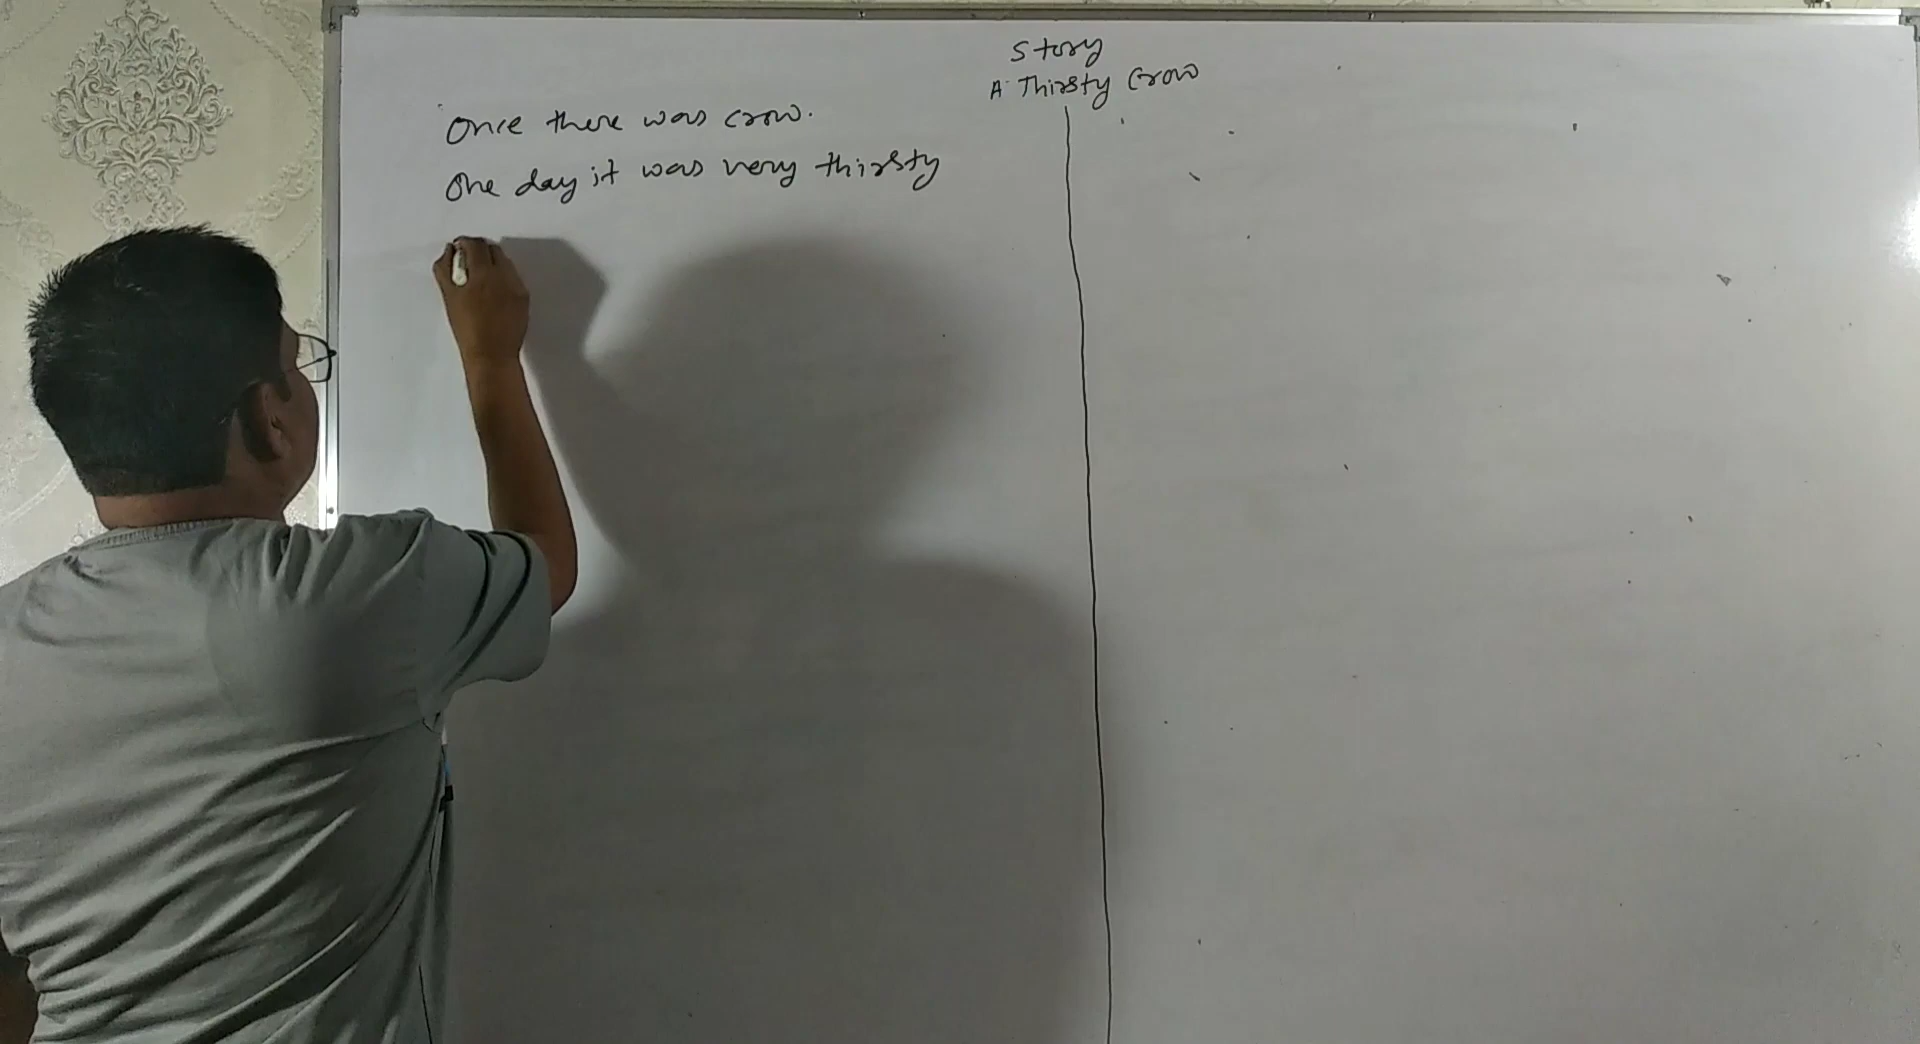 Story
A Thirsty Crow
Once there was crow.
One day it was very thirsty